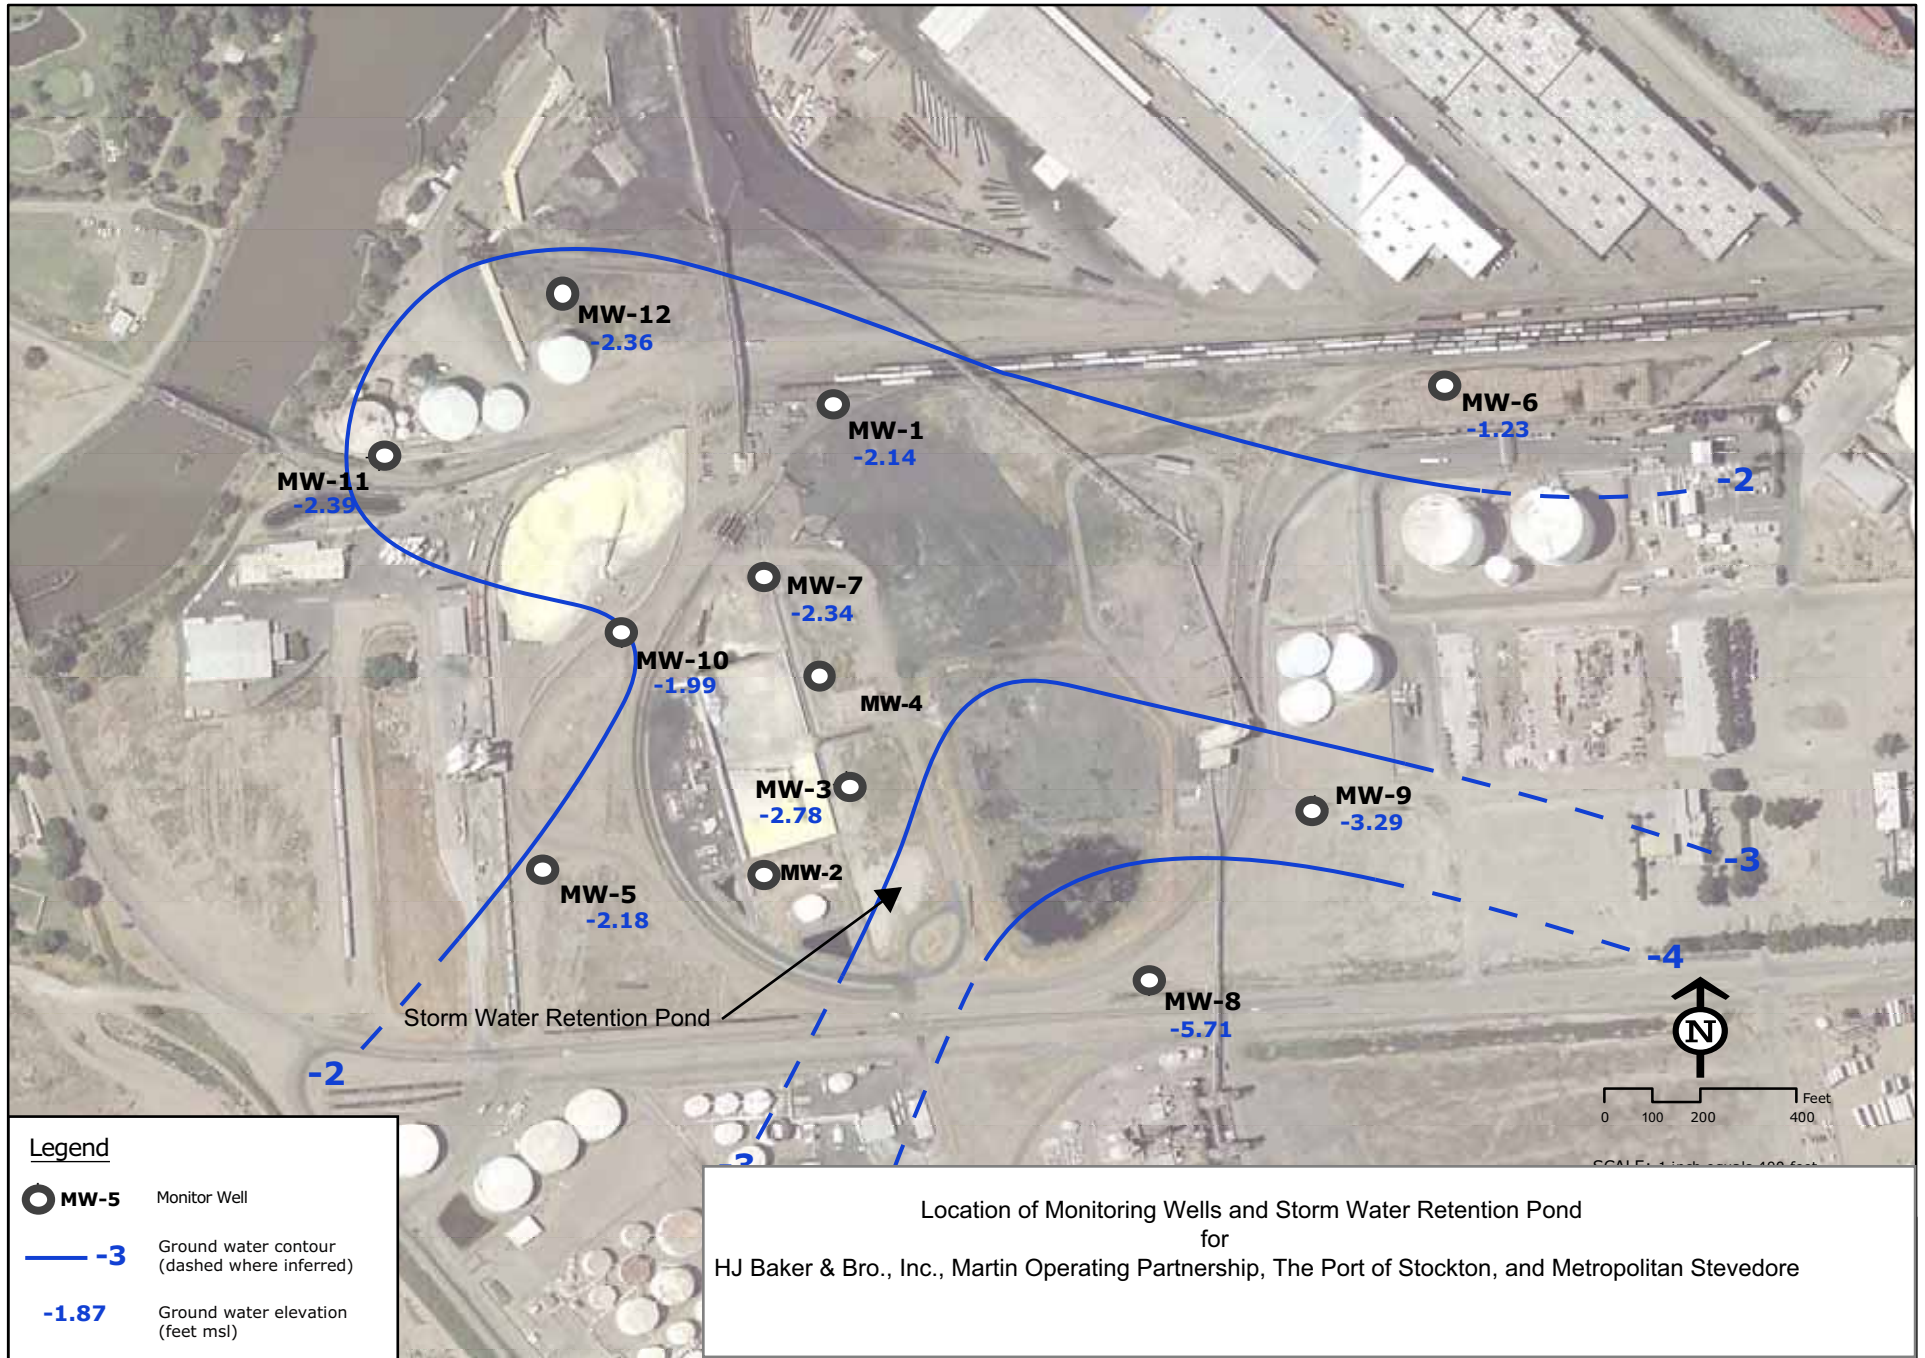 MW-12
-2.36
MW-1
-2.14
MW-6
-1.23
-2
MW-11
-2.39
MW-7
-2.34
MW-10
-1.99
MW-4
MW-3
-2.78
MW-9
-3.29
-3
MW-2
MW-5
-2.18
-4
MW-8
-5.71
Storm Water Retention Pond
N
-2
Feet
0 100 200 400
-3
Legend
MW-5 Monitor Well
-3 Ground water contour
(dashed where inferred)
-1.87 Ground water elevation
(feet msl)
Location of Monitoring Wells and Storm Water Retention Pond
for
HJ Baker & Bro., Inc., Martin Operating Partnership, The Port of Stockton, and Metropolitan Stevedore